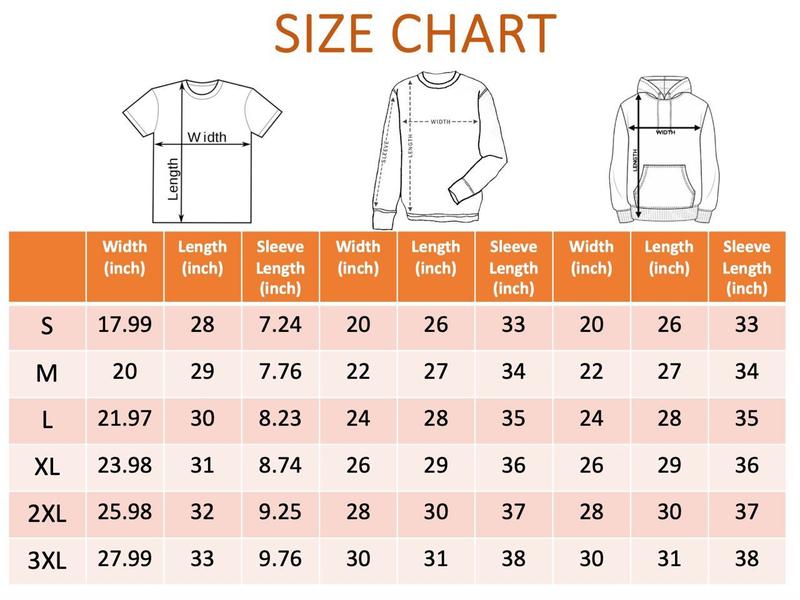 SIZE CHART
Width
Length
SLEEVE
LENGTH
WIDTH
LENGTH
WIDTH
Width (inch) Length (inch) Sleeve Length (inch) Width (inch) Length (inch) Sleeve Length (inch) Width (inch) Length (inch) Sleeve Length (inch)
S 17.99 28 7.24 20 26 33 20 26 33
M 20 29 7.76 22 27 34 22 27 34
L 21.97 30 8.23 24 28 35 24 28 35
XL 23.98 31 8.74 26 29 36 26 29 36
2XL 25.98 32 9.25 28 30 37 28 30 37
3XL 27.99 33 9.76 30 31 38 30 31 38